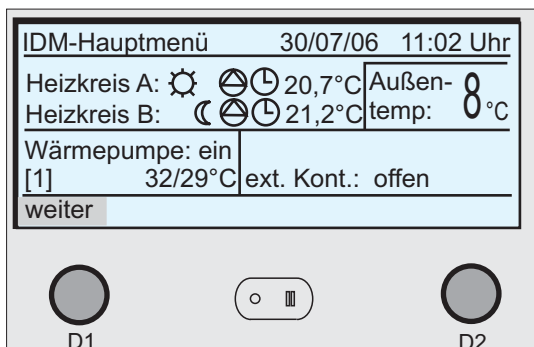 IDM-Hauptmenü 30/07/06 11:02 Uhr
Heizkreis A: 20,7°C Außen-
Heizkreis B: 21,2°C temp: 8 °C
Wärmepumpe: ein
[1] 32/29°C ext. Kont.: offen
weiter
D1 D2